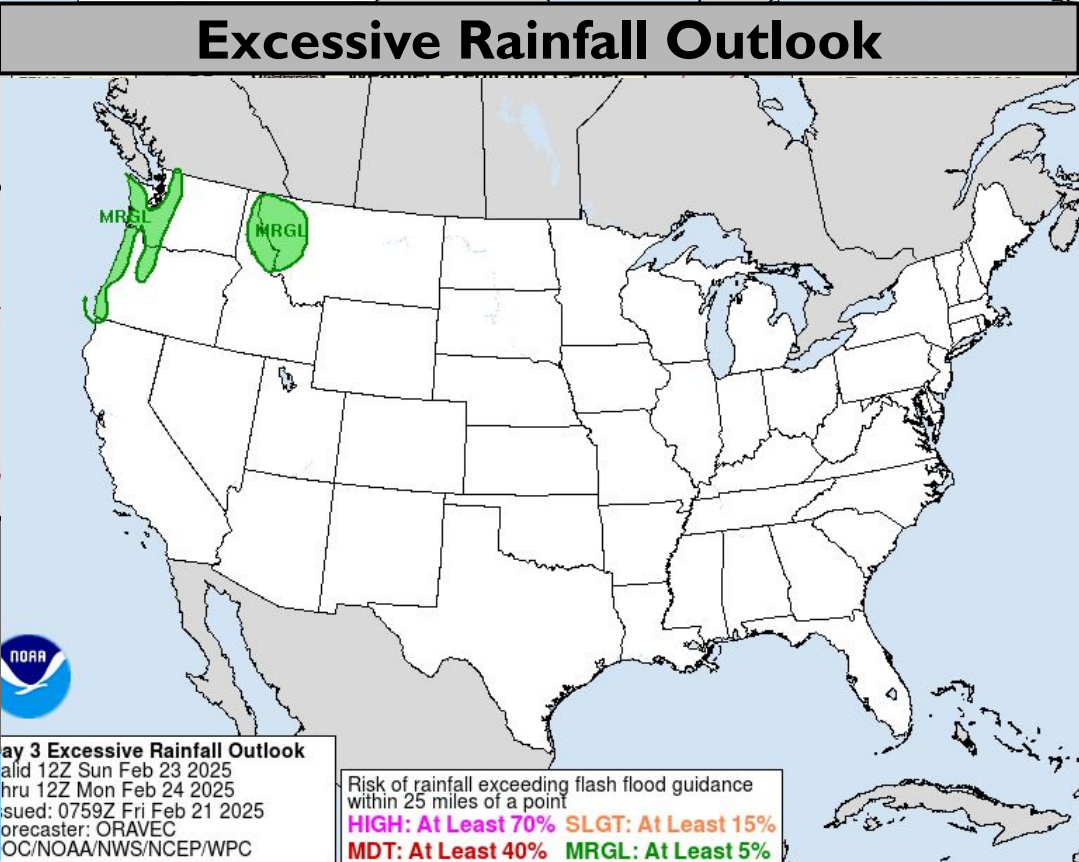 Excessive Rainfall Outlook
MRGL
MRGL
NOAA
ay 3 Excessive Rainfall Outlook
alid 12Z Sun Feb 23 2025
hru 12Z Mon Feb 24 2025
ssued: 0759Z Fri Feb 21 2025
orecaster: ORAVEC
OC/NOAA/NWS/NCEP/WPC
Risk of rainfall exceeding flash flood guidance
within 25 miles of a point
HIGH: At Least 70% SLGT: At Least 15%
MDT: At Least 40% MRGL: At Least 5%